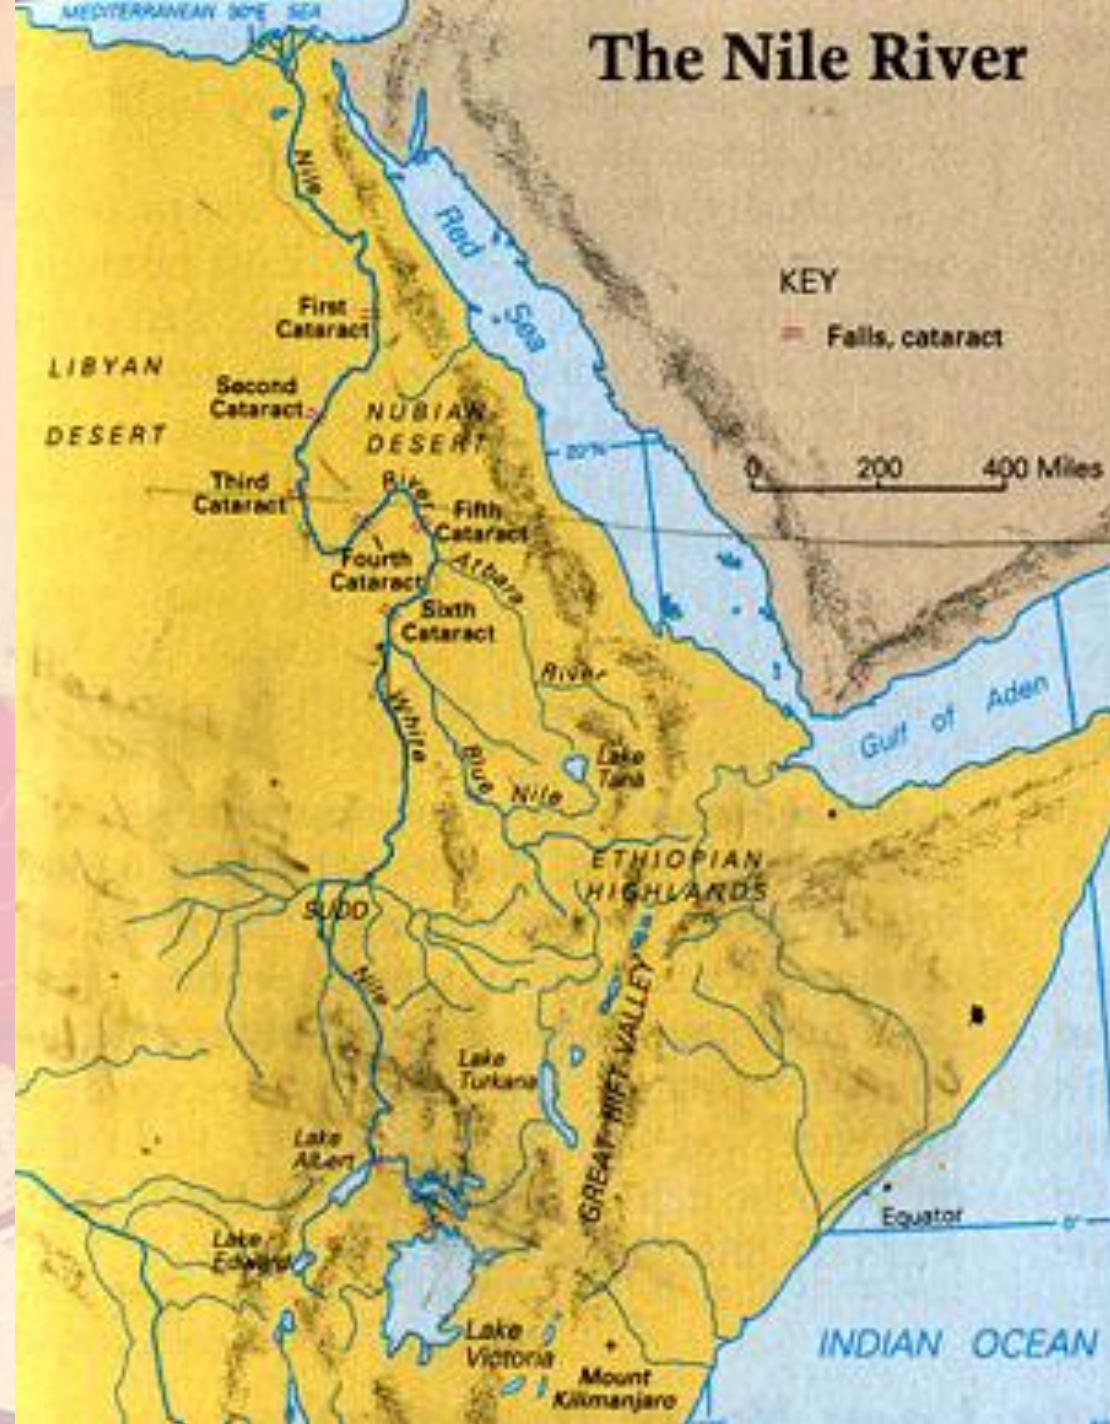 MEDITERRANEAN 30°E SEA
The Nile River
Nile
Red
Sea
KEY
Falls, cataract
First
Cataract
LIBYAN
DESERT
Second
Cataract
NUBIAN
DESERT
20°N
0 200 400 Miles
Third
Cataract
River
Fifth
Cataract
Fourth
Cataract
Atbara
Sixth
Cataract
River
White
Blue
Nile
Lake
Tana
Gulf of Aden
ETHIOPIAN
HIGHLANDS
SUDD
Nile
GREAT RIFT VALLEY
Lake
Turkana
Lake
Albert
Equator
0°
Lake
Edward
Lake
Victoria
INDIAN OCEAN
Mount
Kilimanjaro